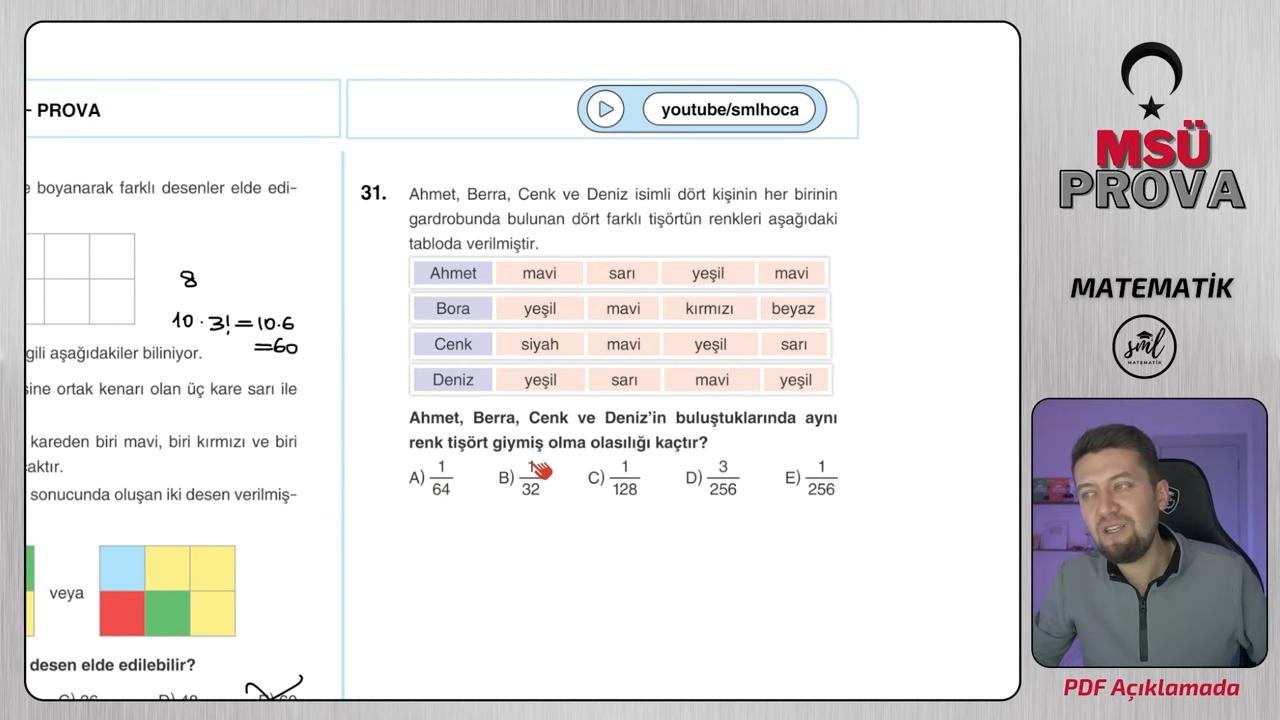 - PROVA
youtube/smlhoca
boyanarak farklı desenler elde edi-
8
10 · 3! = 10.6
=60
gili aşağıdakiler biliniyor.
sine ortak kenarı olan üç kare sarı ile
kareden biri mavi, biri kırmızı ve biri
sonucunda oluşan iki desen verilmiş-
veya
desen elde edilebilir?
31. Ahmet, Berra, Cenk ve Deniz isimli dört kişinin her birinin
gardrobunda bulunan dört farklı tişörtün renkleri aşağıdaki
tabloda verilmiştir.
Ahmet mavi sarı yeşil mavi
Bora yeşil mavi kırmızı beyaz
Cenk siyah mavi yeşil sarı
Deniz yeşil sarı mavi yeşil
Ahmet, Berra, Cenk ve Deniz'in buluştuklarında aynı
renk tişört giymiş olma olasılığı kaçtır?
A) 1/64 B) 1/32 C) 1/128 D) 3/256 E) 1/256
MSÜ
PROVA
MATEMATİK
sml
MATEMATİK
PDF Açıklamada